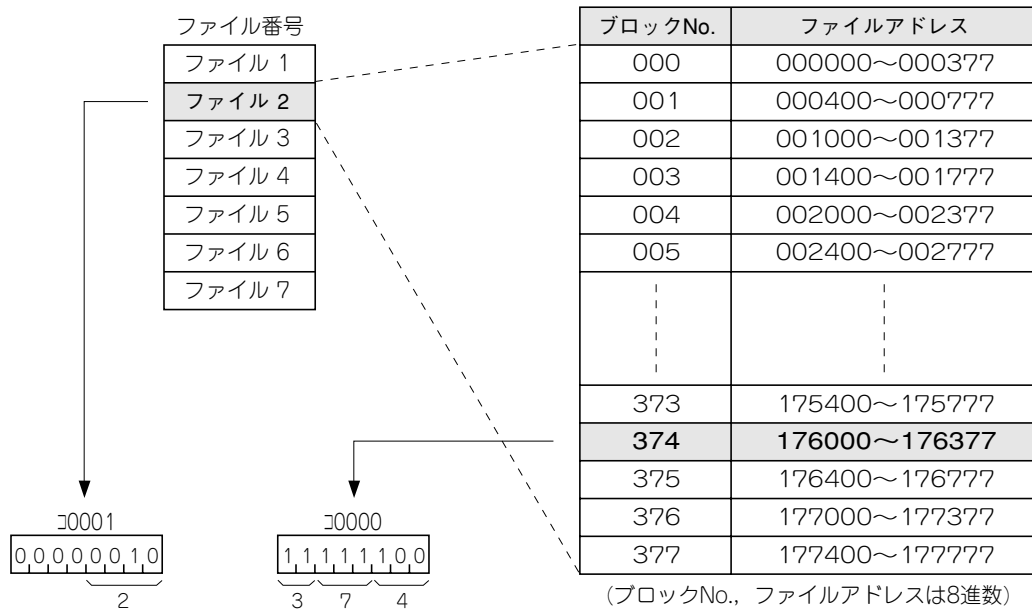 ファイル番号
ファイル 1
ファイル 2
ファイル 3
ファイル 4
ファイル 5
ファイル 6
ファイル 7
ブロックNo. ファイルアドレス
000 000000〜000377
001 000400〜000777
002 001000〜001377
003 001400〜001777
004 002000〜002377
005 002400〜002777
373 175400〜175777
374 176000〜176377
375 176400〜176777
376 177000〜177377
377 177400〜177777
(ブロックNo., ファイルアドレスは8進数)
コ0001
0 0 0 0 0 0 1 0
2
コ0000
1 1 1 1 1 1 0 0
3 7 4